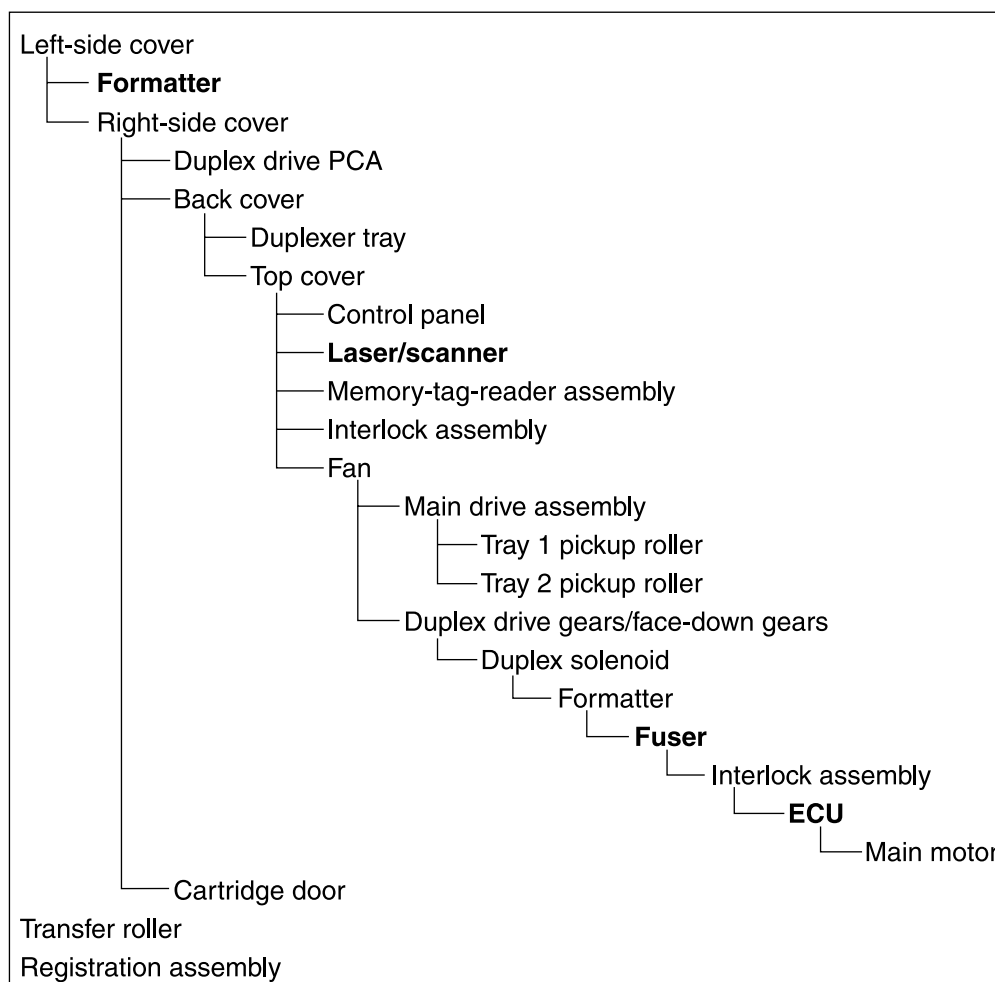 Left-side cover
Formatter
Right-side cover
Duplex drive PCA
Back cover
Duplexer tray
Top cover
Control panel
Laser/scanner
Memory-tag-reader assembly
Interlock assembly
Fan
Main drive assembly
Tray 1 pickup roller
Tray 2 pickup roller
Duplex drive gears/face-down gears
Duplex solenoid
Formatter
Fuser
Interlock assembly
ECU
Main motor
Cartridge door
Transfer roller
Registration assembly